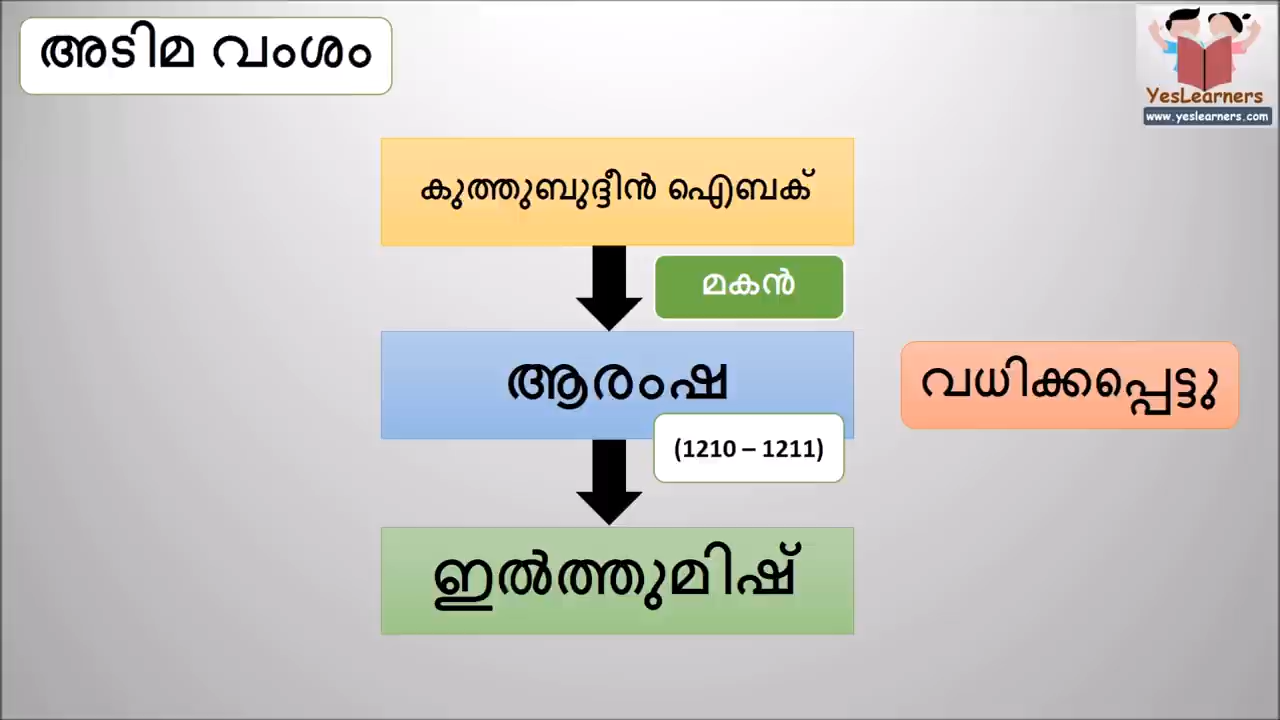 അടിമ വംശം
YesLearners
www.yeslearners.com
കുത്തുബുദ്ദീൻ ഐബക്
മകൻ
ആരംഷ
വധിക്കപ്പെട്ടു
(1210 – 1211)
ഇൽത്തുമിഷ്